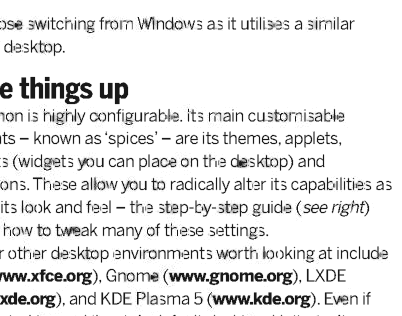 ose switching from Windows as it utilises a similar
desktop.
e things up
non is highly configurable. Its main customisable
nts – known as ‘spices’ – are its themes, applets,
s (widgets you can place on the desktop) and
ons. These allow you to radically alter its capabilities as
its look and feel – the step-by-step guide (see right)
how to tweak many of these settings.
r other desktop environments worth looking at include
www.xfce.org), Gnome (www.gnome.org), LXDE
xde.org), and KDE Plasma 5 (www.kde.org). Even if